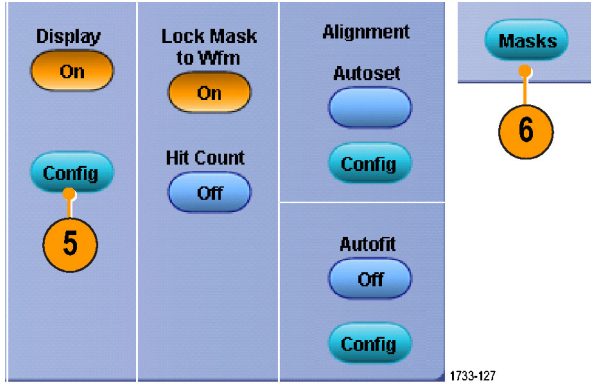 Display
On
Config
5
Lock Mask
to Wfm
On
Hit Count
Off
Alignment
Autoset
Config
Autofit
Off
Config
Masks
6
1733-127